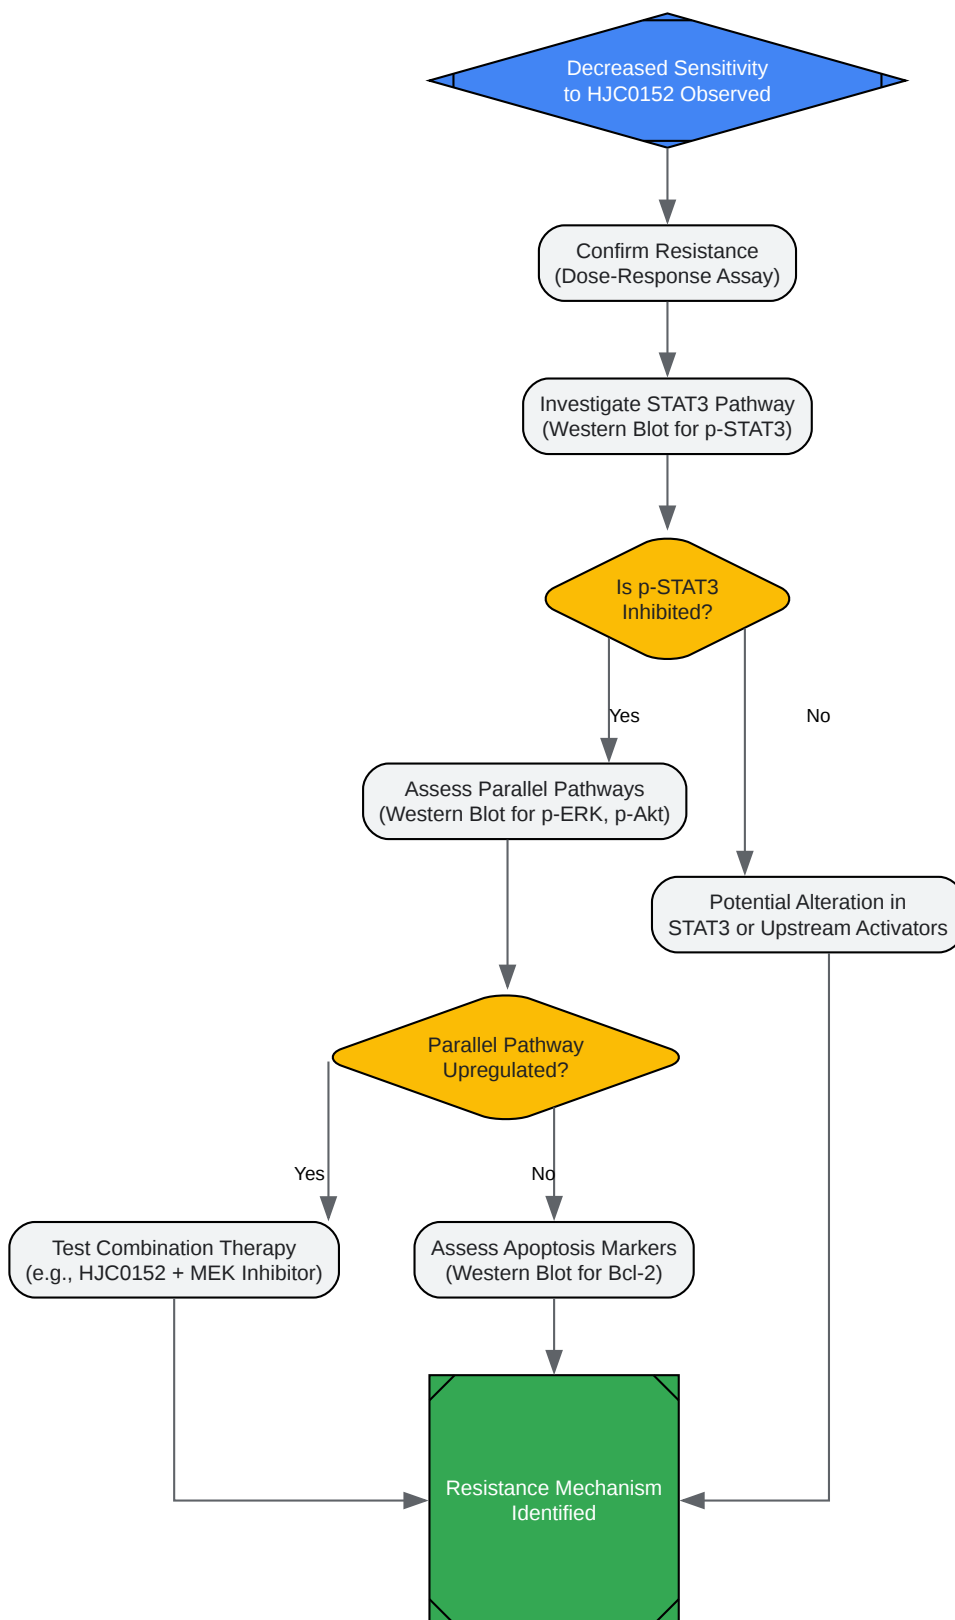 Decreased Sensitivity
to HJC0152 Observed
Confirm Resistance
(Dose-Response Assay)
Investigate STAT3 Pathway
(Western Blot for p-STAT3)
Is p-STAT3
Inhibited?
Yes
No
Assess Parallel Pathways
(Western Blot for p-ERK, p-Akt)
Potential Alteration in
STAT3 or Upstream Activators
Parallel Pathway
Upregulated?
Yes
No
Test Combination Therapy
(e.g., HJC0152 + MEK Inhibitor)
Assess Apoptosis Markers
(Western Blot for Bcl-2)
Resistance Mechanism
Identified